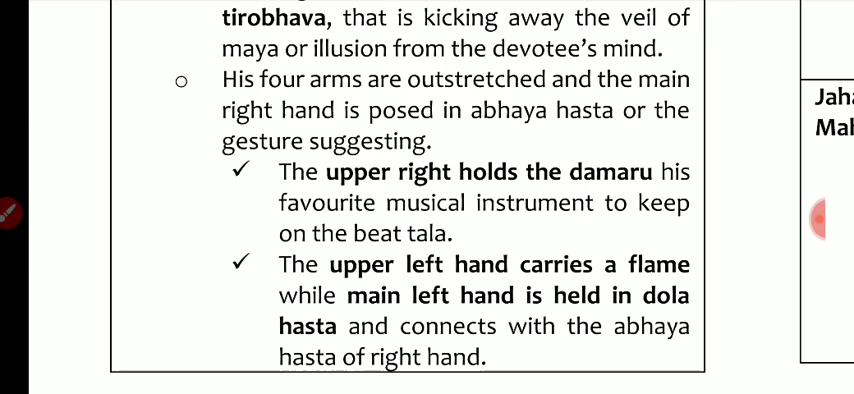 tirobhava, that is kicking away the veil of
maya or illusion from the devotee's mind.
o His four arms are outstretched and the main
right hand is posed in abhaya hasta or the
gesture suggesting.
✓ The upper right holds the damaru his
favourite musical instrument to keep
on the beat tala.
✓ The upper left hand carries a flame
while main left hand is held in dola
hasta and connects with the abhaya
hasta of right hand.